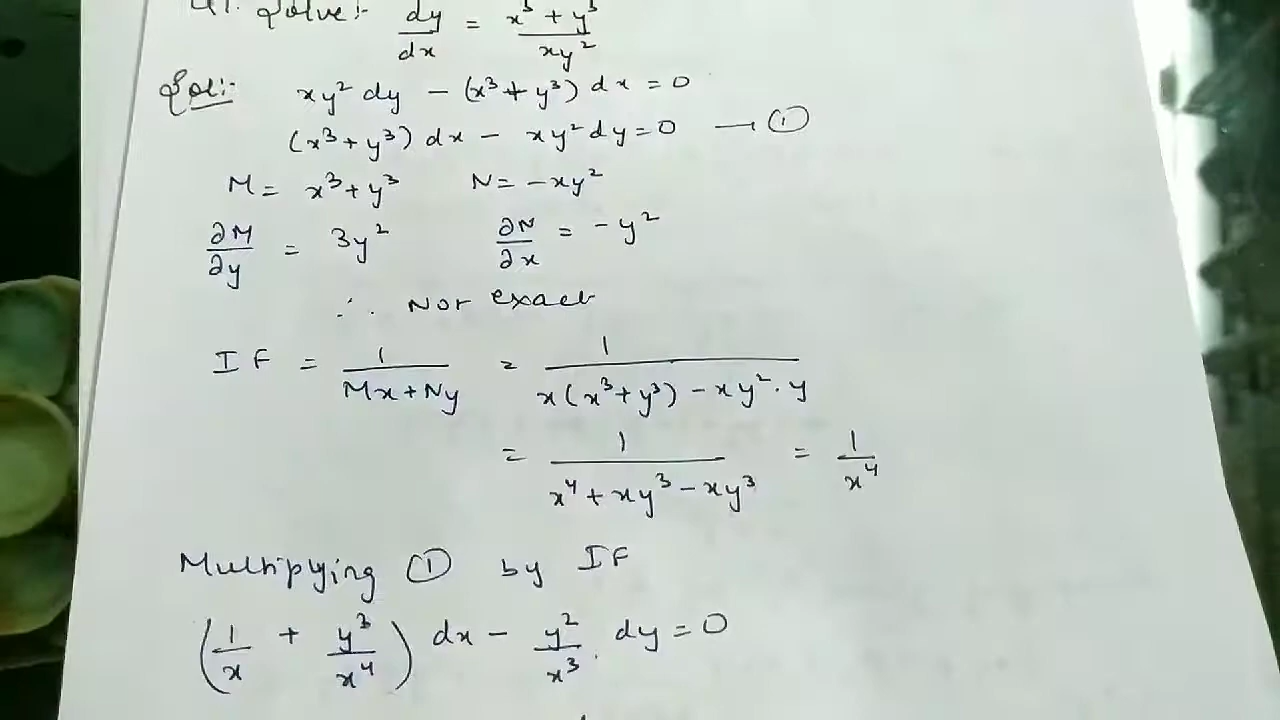 Solve:- dy/dx = x³ + y³ / xy²
Sol:- xy² dy - (x³ + y³) dx = 0
(x³ + y³) dx - xy² dy = 0 → ①
M = x³ + y³ N = -xy²
∂M/∂y = 3y² ∂N/∂x = -y²
∴ Not exact
IF = 1/Mx + Ny = 1/x(x³ + y³) - xy² · y
= 1/x⁴ + xy³ - xy³ = 1/x⁴
Multiplying ① by IF
(1/x + y³/x⁴) dx - y²/x³ . dy = 0